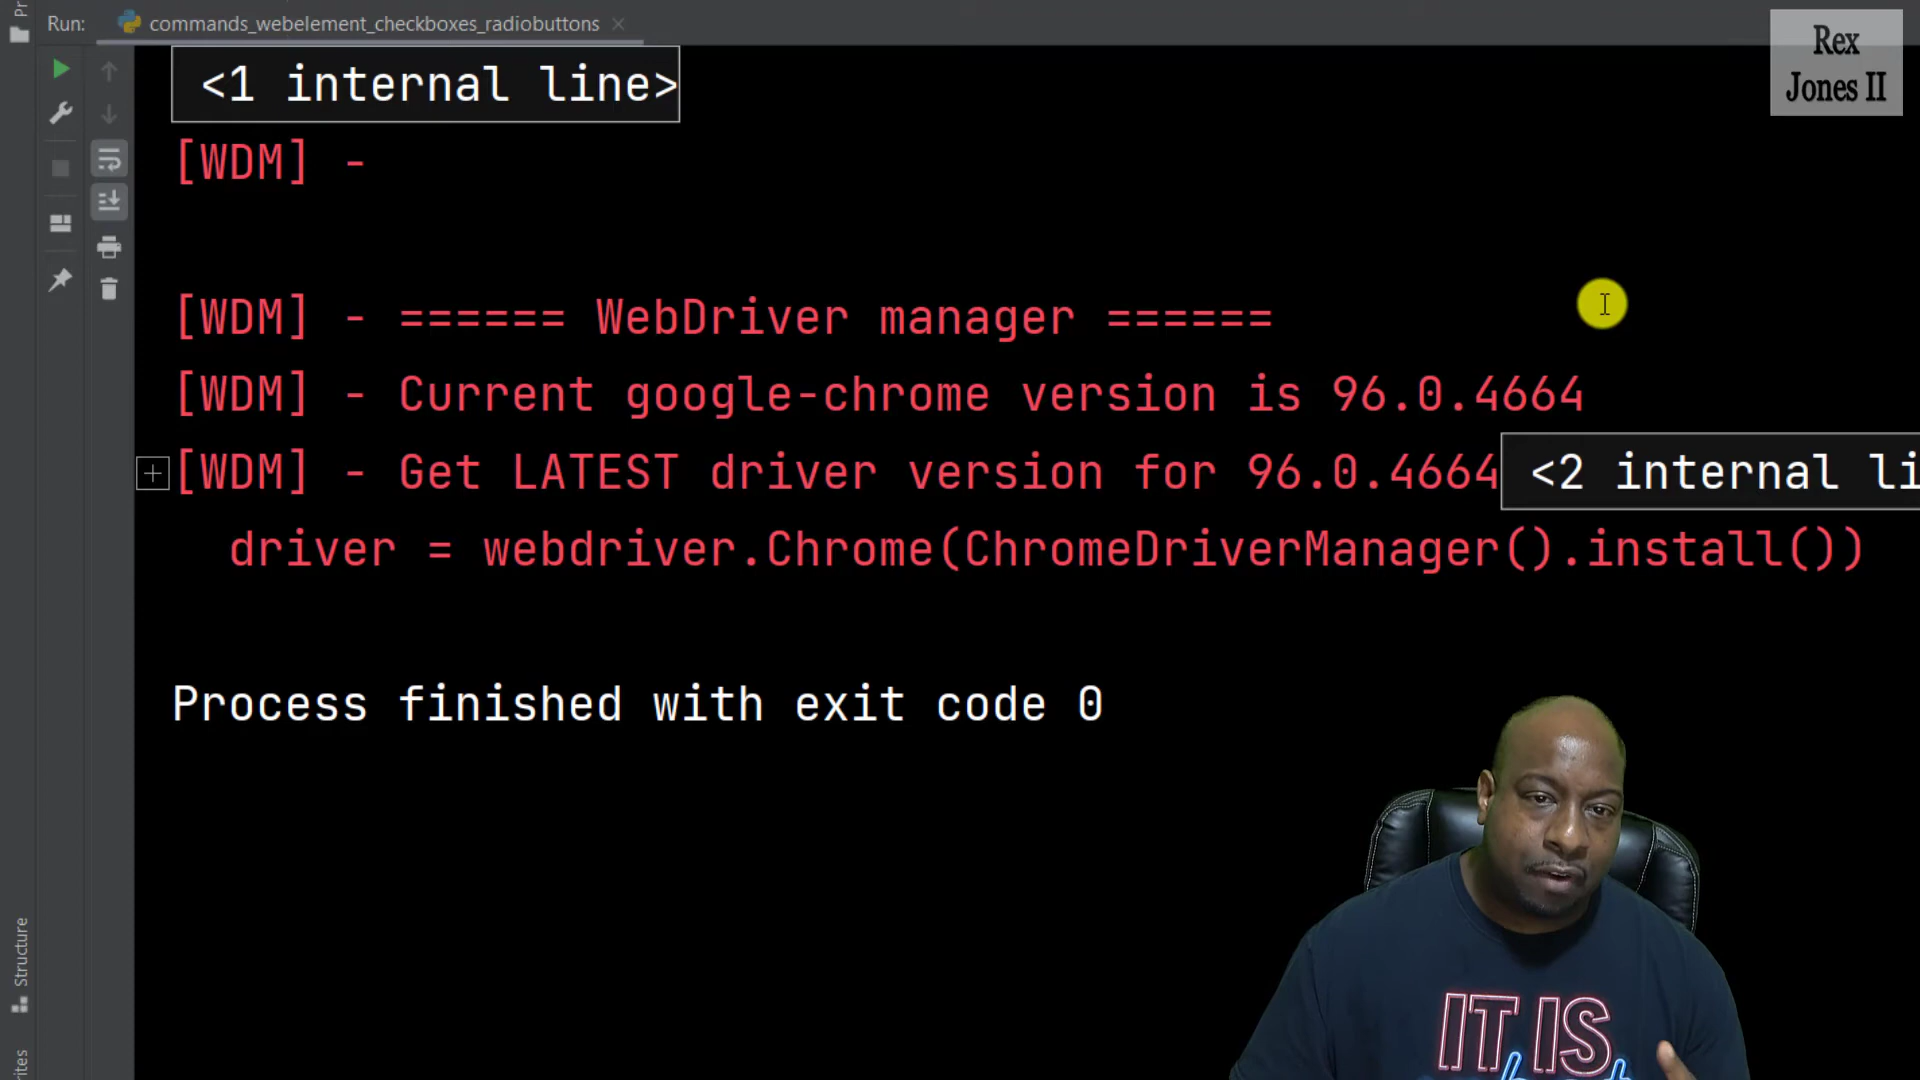 Run: commands_webelement_checkboxes_radiobuttons
Rex
Jones II
<1 internal line>
[WDM] -
[WDM] - ====== WebDriver manager ======
[WDM] - Current google-chrome version is 96.0.4664
[WDM] - Get LATEST driver version for 96.0.4664 <2 internal li
driver = webdriver.Chrome(ChromeDriverManager().install())
Process finished with exit code 0
Structure
IT IS